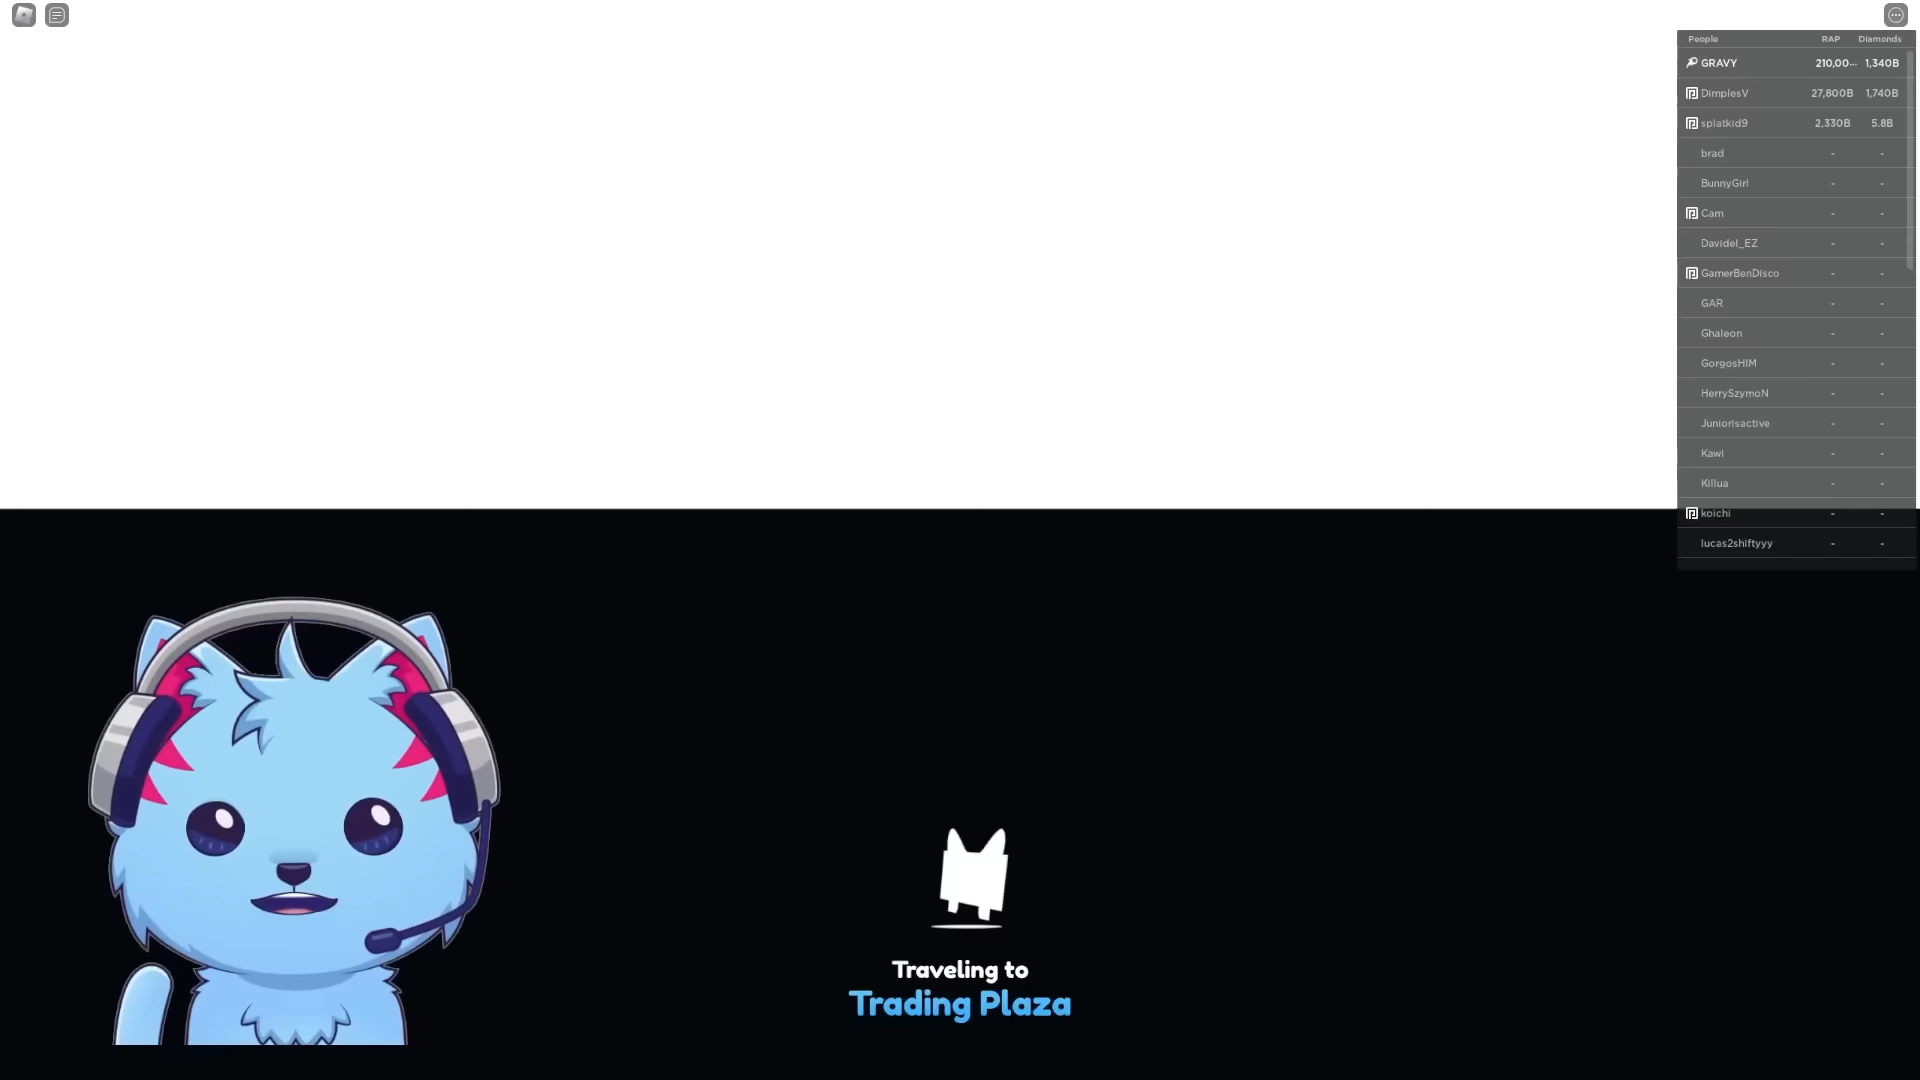 People RAP Diamonds
GRAVY 210,00... 1,340B
DimplesV 27,800B 1,740B
splatkid9 2,330B 5.8B
brad - -
BunnyGirl - -
Cam - -
Davidel_EZ - -
GamerBenDisco - -
GAR - -
Ghaleon - -
GorgosHIM - -
HerrySzymoN - -
Juniorisactive - -
Kawi - -
Killua - -
koichi - -
lucas2shiftyyy - -
Traveling to
Trading Plaza